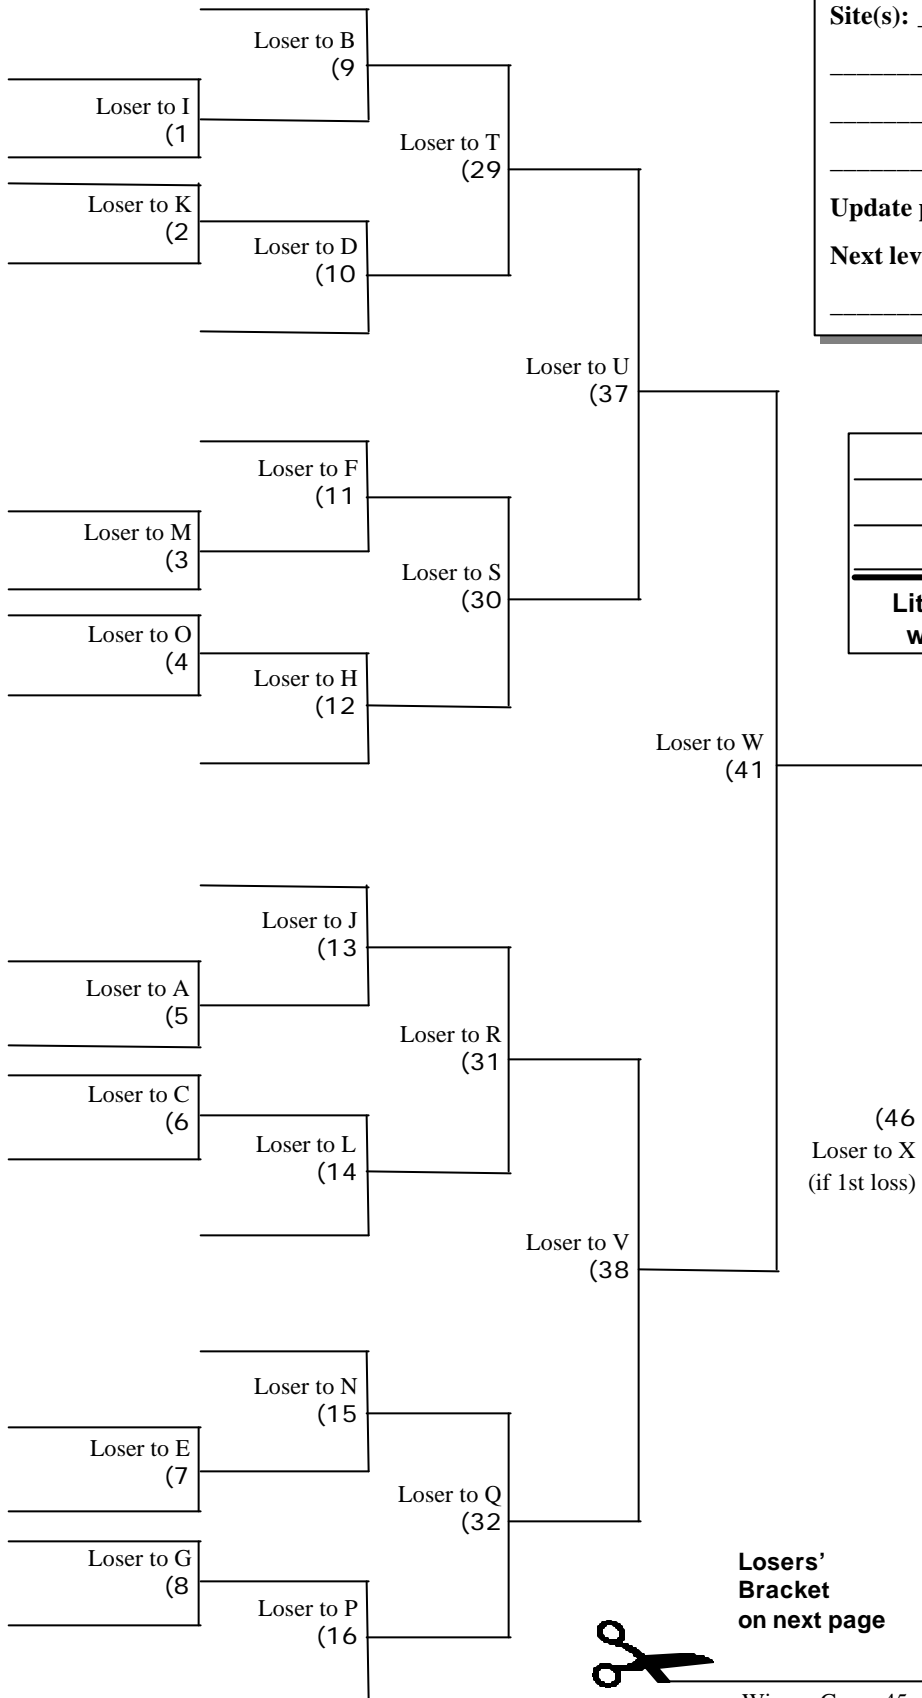 Site(s): _
Loser to B
(9
Loser to I
(1
Loser to T
(29
Loser to K
(2
Update
Loser to D
(10
Next lev
Loser to U
(37
Loser to F
(11
Loser to M
(3
Loser to S
(30
Lit
w
Loser to O
(4
Loser to H
(12
Loser to W
(41
Loser to J
(13
Loser to A
(5
Loser to R
(31
Loser to C
(6
(46
Loser to X
(if 1st loss)
Loser to L
(14
Loser to V
(38
Loser to N
(15
Loser to E
(7
Loser to Q
(32
Loser to G
(8
Losers'
Bracket
on next page
Loser to P
(16